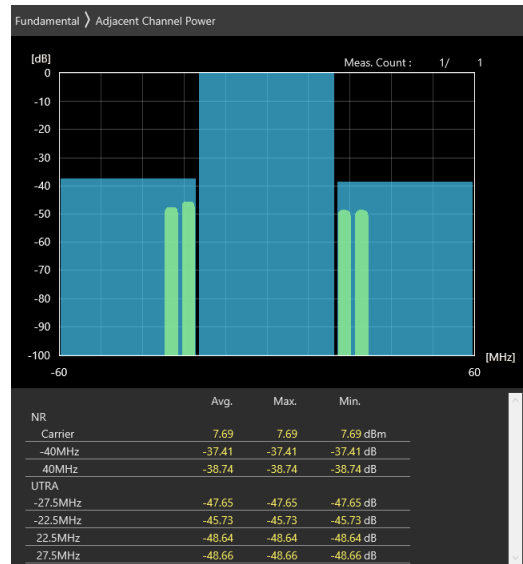 Fundamental 〉 Adjacent Channel Power
[dB]
Meas. Count :   1/   1
0
-10
-20
-30
-40
-50
-60
-70
-80
-90
-100
[MHz]
-60   60
Avg.   Max.   Min.
NR
Carrier   7.69   7.69   7.69 dBm
-40MHz   -37.41   -37.41   -37.41 dB
40MHz   -38.74   -38.74   -38.74 dB
UTRA
-27.5MHz   -47.65   -47.65   -47.65 dB
-22.5MHz   -45.73   -45.73   -45.73 dB
22.5MHz   -48.64   -48.64   -48.64 dB
27.5MHz   -48.66   -48.66   -48.66 dB